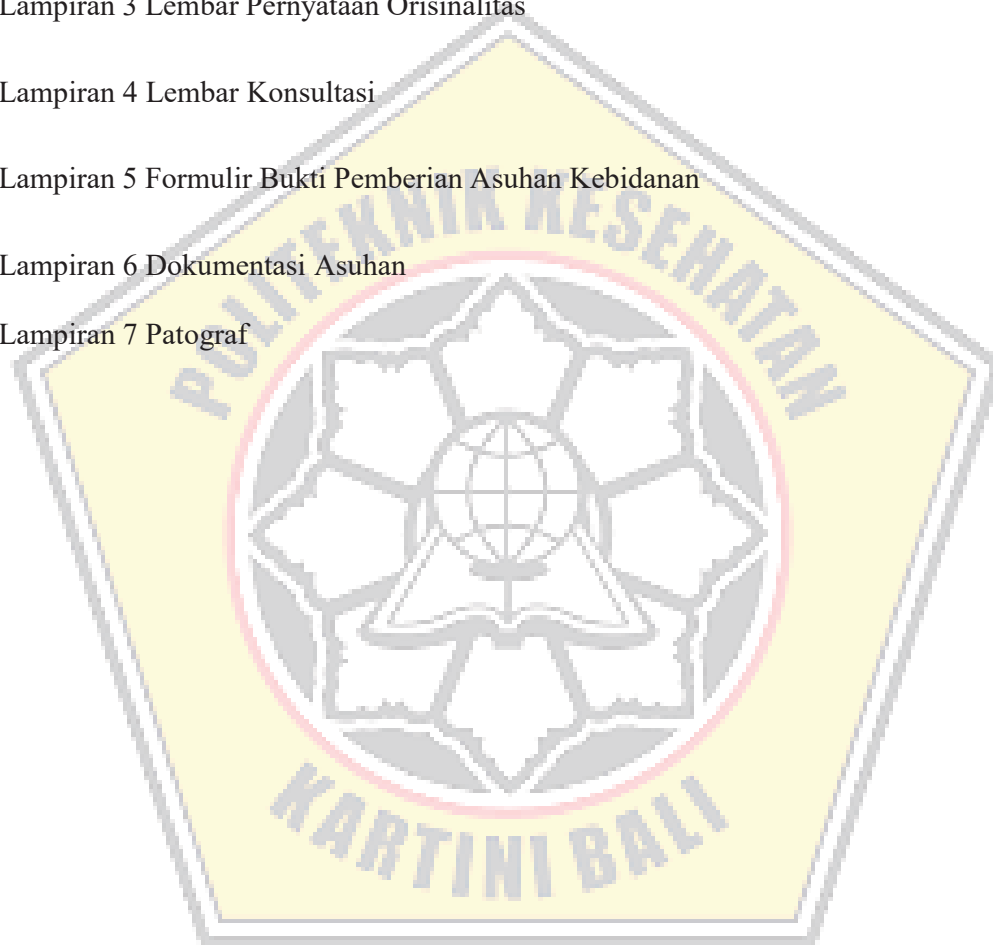 Lampiran 3 Lembar Pernyataan Orisinalitas
Lampiran 4 Lembar Konsultasi
Lampiran 5 Formulir Bukti Pemberian Asuhan Kebidanan
Lampiran 6 Dokumentasi Asuhan
Lampiran 7 Patograf
POLITEKNIK KESEHATAN
KARTINI BALI